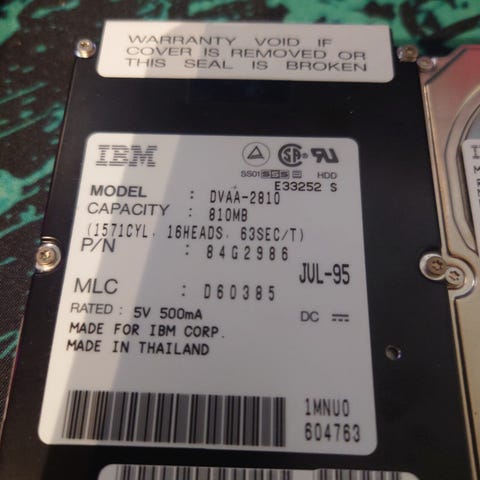 WARRANTY VOID IF
COVER IS REMOVED OR
THIS SEAL IS BROKEN
IBM
SS01 HDD
E33252 S
MODEL : DVAA-2810
CAPACITY : 810MB
(1571CYL, 16HEADS, 63SEC/T)
P/N : 84G2986
JUL-95
MLC : D60385
RATED : 5V 500mA
DC
MADE FOR IBM CORP.
MADE IN THAILAND
1MNU0
604763